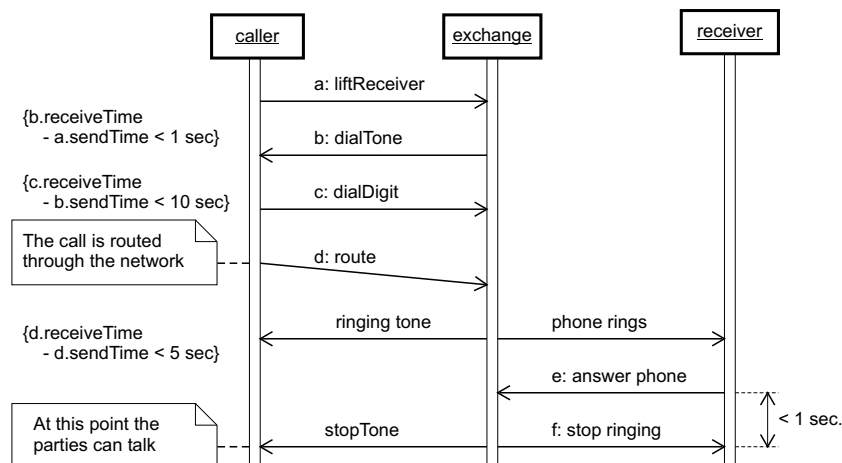 caller
exchange
receiver
a: liftReceiver
{b.receiveTime
- a.sendTime < 1 sec}
b: dialTone
{c.receiveTime
- b.sendTime < 10 sec}
c: dialDigit
The call is routed
through the network
d: route
ringing tone
phone rings
{d.receiveTime
- d.sendTime < 5 sec}
e: answer phone
< 1 sec.
At this point the
parties can talk
stopTone
f: stop ringing